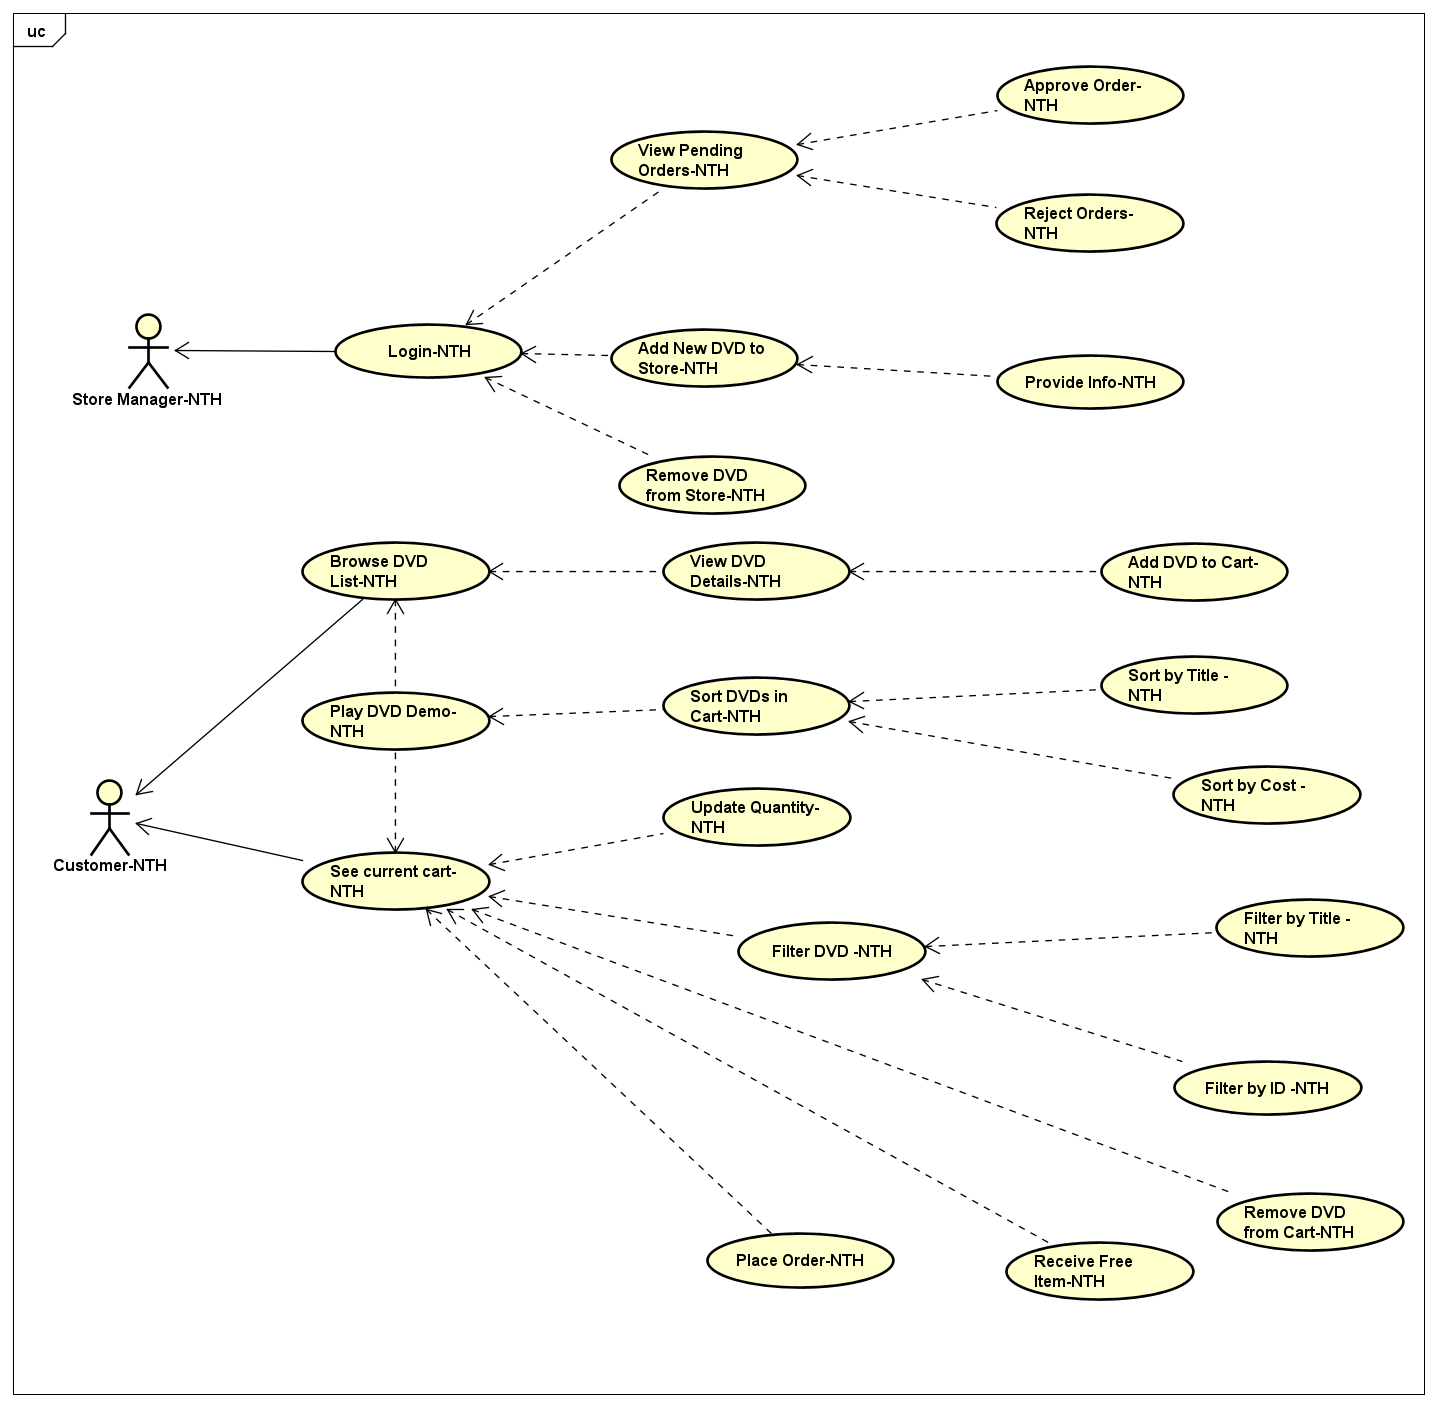 uc
Approve Order-
NTH
View Pending
Orders-NTH
Reject Orders-
NTH
Login-NTH
Add New DVD to
Store-NTH
Provide Info-NTH
Store Manager-NTH
Remove DVD
from Store-NTH
Browse DVD
List-NTH
View DVD
Details-NTH
Add DVD to Cart-
NTH
Play DVD Demo-
NTH
Sort DVDs in
Cart-NTH
Sort by Title -
NTH
Sort by Cost -
NTH
Update Quantity-
NTH
Customer-NTH
See current cart-
NTH
Filter DVD -NTH
Filter by Title -
NTH
Filter by ID -NTH
Remove DVD
from Cart-NTH
Place Order-NTH
Receive Free
Item-NTH